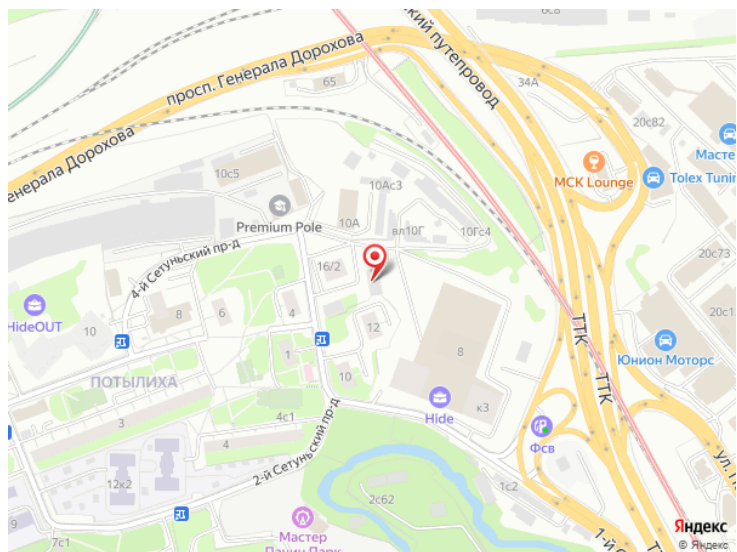 6с8
ский путепровод
просп. Генерала Дорохова
65
34А
20с82
Генерала Дорохова
Масте
МСК Lounge
Tolex Tunin
10с5
10Ас3
Premium Pole
10А
вл10Г
10Гс4
4-й Сетуньский пр-д
16/2
20с73
HideOUT
10
8
6
4
12
20с1
ТТК
Юнион Моторс
1
8
ПОТЫЛИХА
10
ТТК
3
4с1
Hide
к3
4
Фсв
2-й Сетуньский пр-д
12к2
1с2
2с62
9
7с1
Мастер
Панин Парк
1-й
Яндекс
© Яндекс